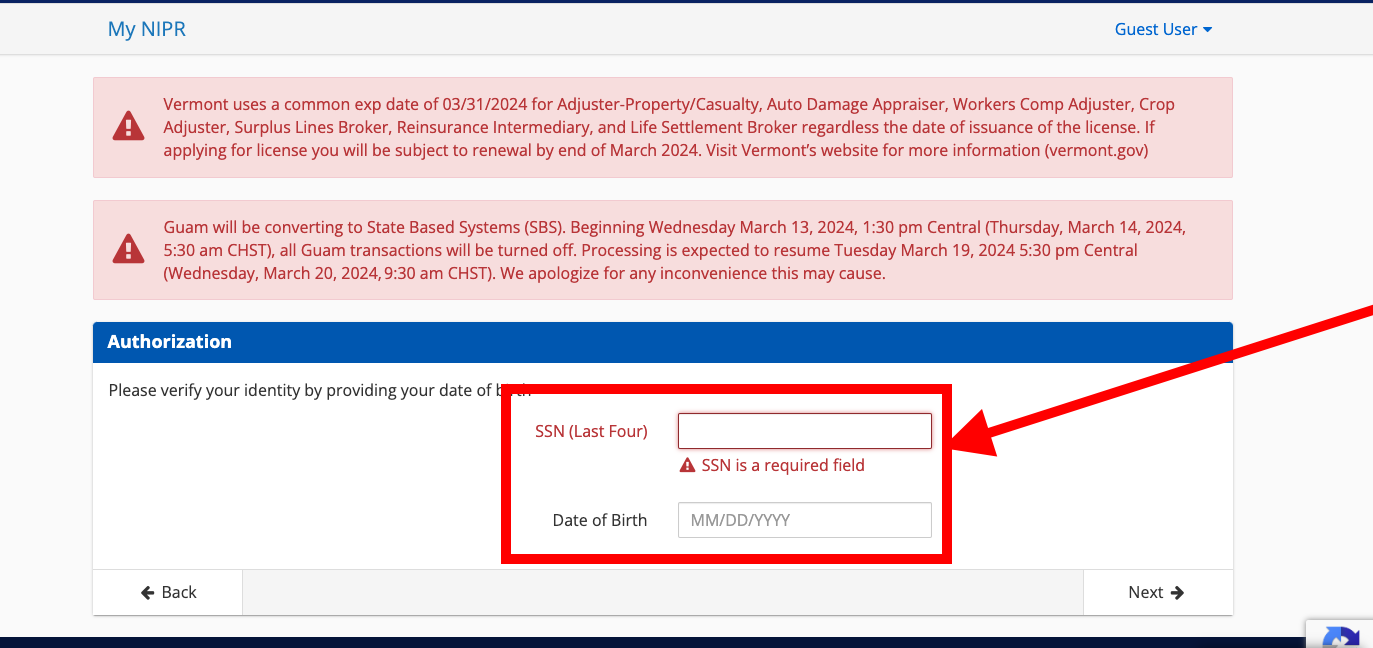 My NIPR
Guest User
Vermont uses a common exp date of 03/31/2024 for Adjuster-Property/Casualty, Auto Damage Appraiser, Workers Comp Adjuster, Crop
Adjuster, Surplus Lines Broker, Reinsurance Intermediary, and Life Settlement Broker regardless the date of issuance of the license. If
applying for license you will be subject to renewal by end of March 2024. Visit Vermont's website for more information (vermont.gov)
Guam will be converting to State Based Systems (SBS). Beginning Wednesday March 13, 2024, 1:30 pm Central (Thursday, March 14, 2024,
5:30 am CHST), all Guam transactions will be turned off. Processing is expected to resume Tuesday March 19, 2024 5:30 pm Central
(Wednesday, March 20, 2024, 9:30 am CHST). We apologize for any inconvenience this may cause.
Authorization
Please verify your identity by providing your date of birth
SSN (Last Four)
SSN is a required field
Date of Birth
MM/DD/YYYY
Back
Next